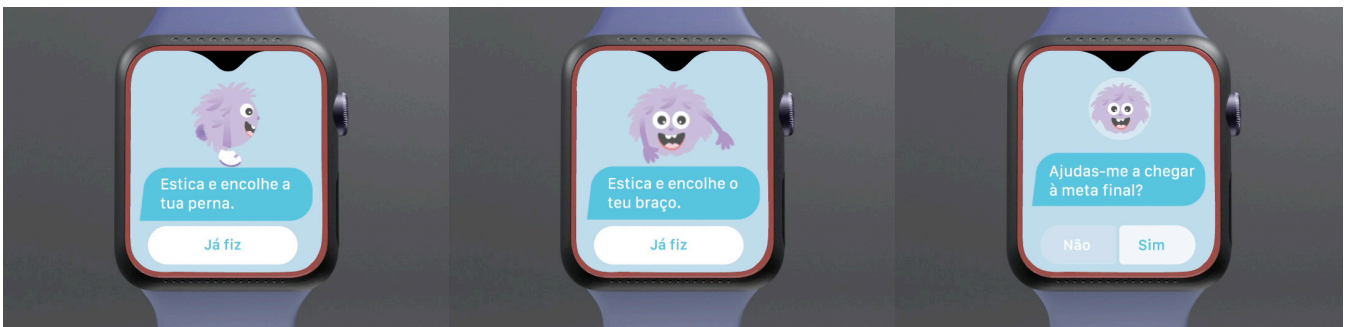 Estica e encolhe a
tua perna.
Já fiz
Estica e encolhe o
teu braço.
Já fiz
Ajudas-me a chegar
à meta final?
Não
Sim